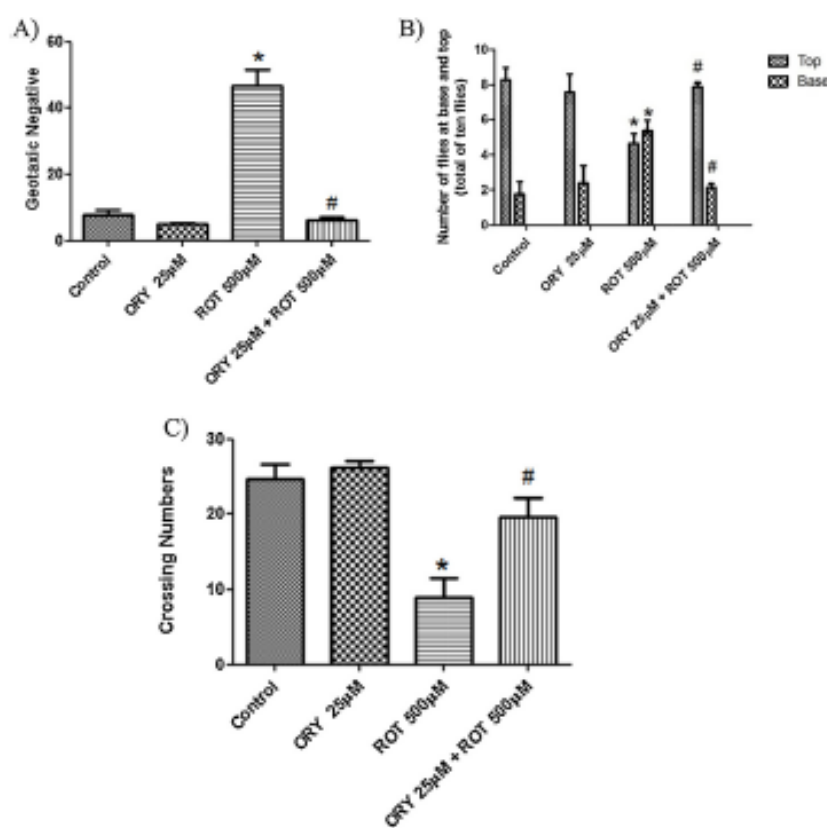 A)
Geotaxic Negative
60
40
20
0
*
#
Control
ORY 25μM
ROT 500μM
ORY 25μM + ROT 500μM
B)
Number of flies at base and top
(total of ten flies)
10
8
6
4
2
0
* *
#
#
Top
Base
Control
ORY 25μM
ROT 500μM
ORY 25μM + ROT 500μM
C)
Crossing Numbers
30
20
10
0
*
#
Control
ORY 25μM
ROT 500μM
ORY 25μM + ROT 500μM